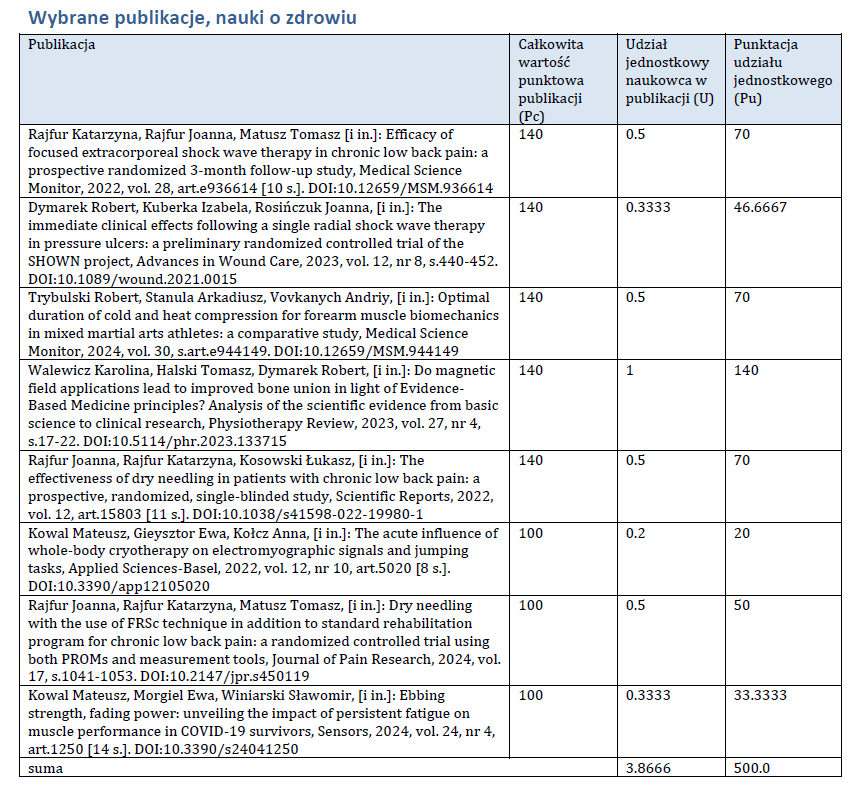 Wybrane publikacje, nauki o zdrowiu
Publikacja
Całkowita
wartość
punktowa
publikacji
(Pc)
Udział
jednostkowy
naukowca w
publikacji (U)
Punktacja
udziału
jednostkowego
(Pu)
Rajfur Katarzyna, Rajfur Joanna, Matusz Tomasz [i in.]: Efficacy of
focused extracorporeal shock wave therapy in chronic low back pain: a
prospective randomized 3-month follow-up study, Medical Science
Monitor, 2022, vol. 28, art.e936614 [10 s.]. DOI:10.12659/MSM.936614
140
0.5
70
Dymarek Robert, Kuberka Izabela, Rosińczuk Joanna, [i in.]: The
immediate clinical effects following a single radial shock wave therapy
in pressure ulcers: a preliminary randomized controlled trial of the
SHOWN project, Advances in Wound Care, 2023, vol. 12, nr 8, s.440-452.
DOI:10.1089/wound.2021.0015
140
0.3333
46.6667
Trybulski Robert, Stanula Arkadiusz, Vovkanych Andriy, [i in.]: Optimal
duration of cold and heat compression for forearm muscle biomechanics
in mixed martial arts athletes: a comparative study, Medical Science
Monitor, 2024, vol. 30, s.art.e944149. DOI:10.12659/MSM.944149
140
0.5
70
Walewicz Karolina, Halski Tomasz, Dymarek Robert, [i in.]: Do magnetic
field applications lead to improved bone union in light of Evidence-
Based Medicine principles? Analysis of the scientific evidence from basic
science to clinical research, Physiotherapy Review, 2023, vol. 27, nr 4,
s.17-22. DOI:10.5114/phr.2023.133715
140
1
140
Rajfur Joanna, Rajfur Katarzyna, Kosowski Łukasz, [i in.]: The
effectiveness of dry needling in patients with chronic low back pain: a
prospective, randomized, single-blinded study, Scientific Reports, 2022,
vol. 12, art.15803 [11 s.]. DOI:10.1038/s41598-022-19980-1
140
0.5
70
Kowal Mateusz, Gieysztor Ewa, Kołcz Anna, [i in.]: The acute influence of
whole-body cryotherapy on electromyographic signals and jumping
tasks, Applied Sciences-Basel, 2022, vol. 12, nr 10, art.5020 [8 s.].
DOI:10.3390/app12105020
100
0.2
20
Rajfur Joanna, Rajfur Katarzyna, Matusz Tomasz, [i in.]: Dry needling
with the use of FRSc technique in addition to standard rehabilitation
program for chronic low back pain: a randomized controlled trial using
both PROMs and measurement tools, Journal of Pain Research, 2024, vol.
17, s.1041-1053. DOI:10.2147/jpr.s450119
100
0.5
50
Kowal Mateusz, Morgiel Ewa, Winiarski Sławomir, [i in.]: Ebbing
strength, fading power: unveiling the impact of persistent fatigue on
muscle performance in COVID-19 survivors, Sensors, 2024, vol. 24, nr 4,
art.1250 [14 s.]. DOI:10.3390/s24041250
100
0.3333
33.3333
suma
3.8666
500.0